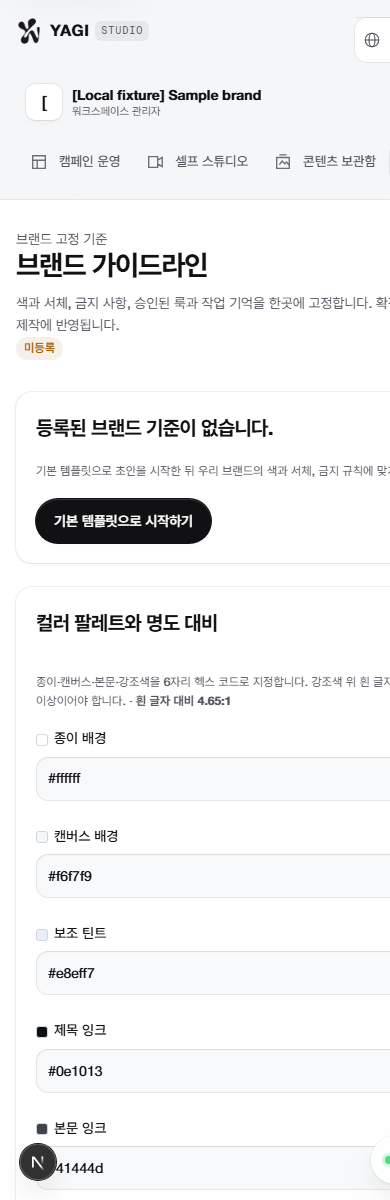 YAGI STUDIO
[ [Local fixture] Sample brand
워크스페이스 관리자
캠페인 운영 셀프 스튜디오 콘텐츠 보관함
브랜드 고정 기준
브랜드 가이드라인
색과 서체, 금지 사항, 승인된 룩과 작업 기억을 한곳에 고정합니다.
제작에 반영됩니다.
미등록
등록된 브랜드 기준이 없습니다.
기본 템플릿으로 초안을 시작한 뒤 우리 브랜드의 색과 서체, 금지 규칙에
기본 템플릿으로 시작하기
컬러 팔레트와 명도 대비
종이·캔버스·본문·강조색을 6자리 헥스 코드로 지정합니다. 강조색 위 흰 글자
이상이어야 합니다. · 흰 글자 대비 4.65:1
종이 배경
#ffffff
캔버스 배경
#f6f7f9
보조 틴트
#e8eff7
제목 잉크
#0e1013
본문 잉크
N 41444d